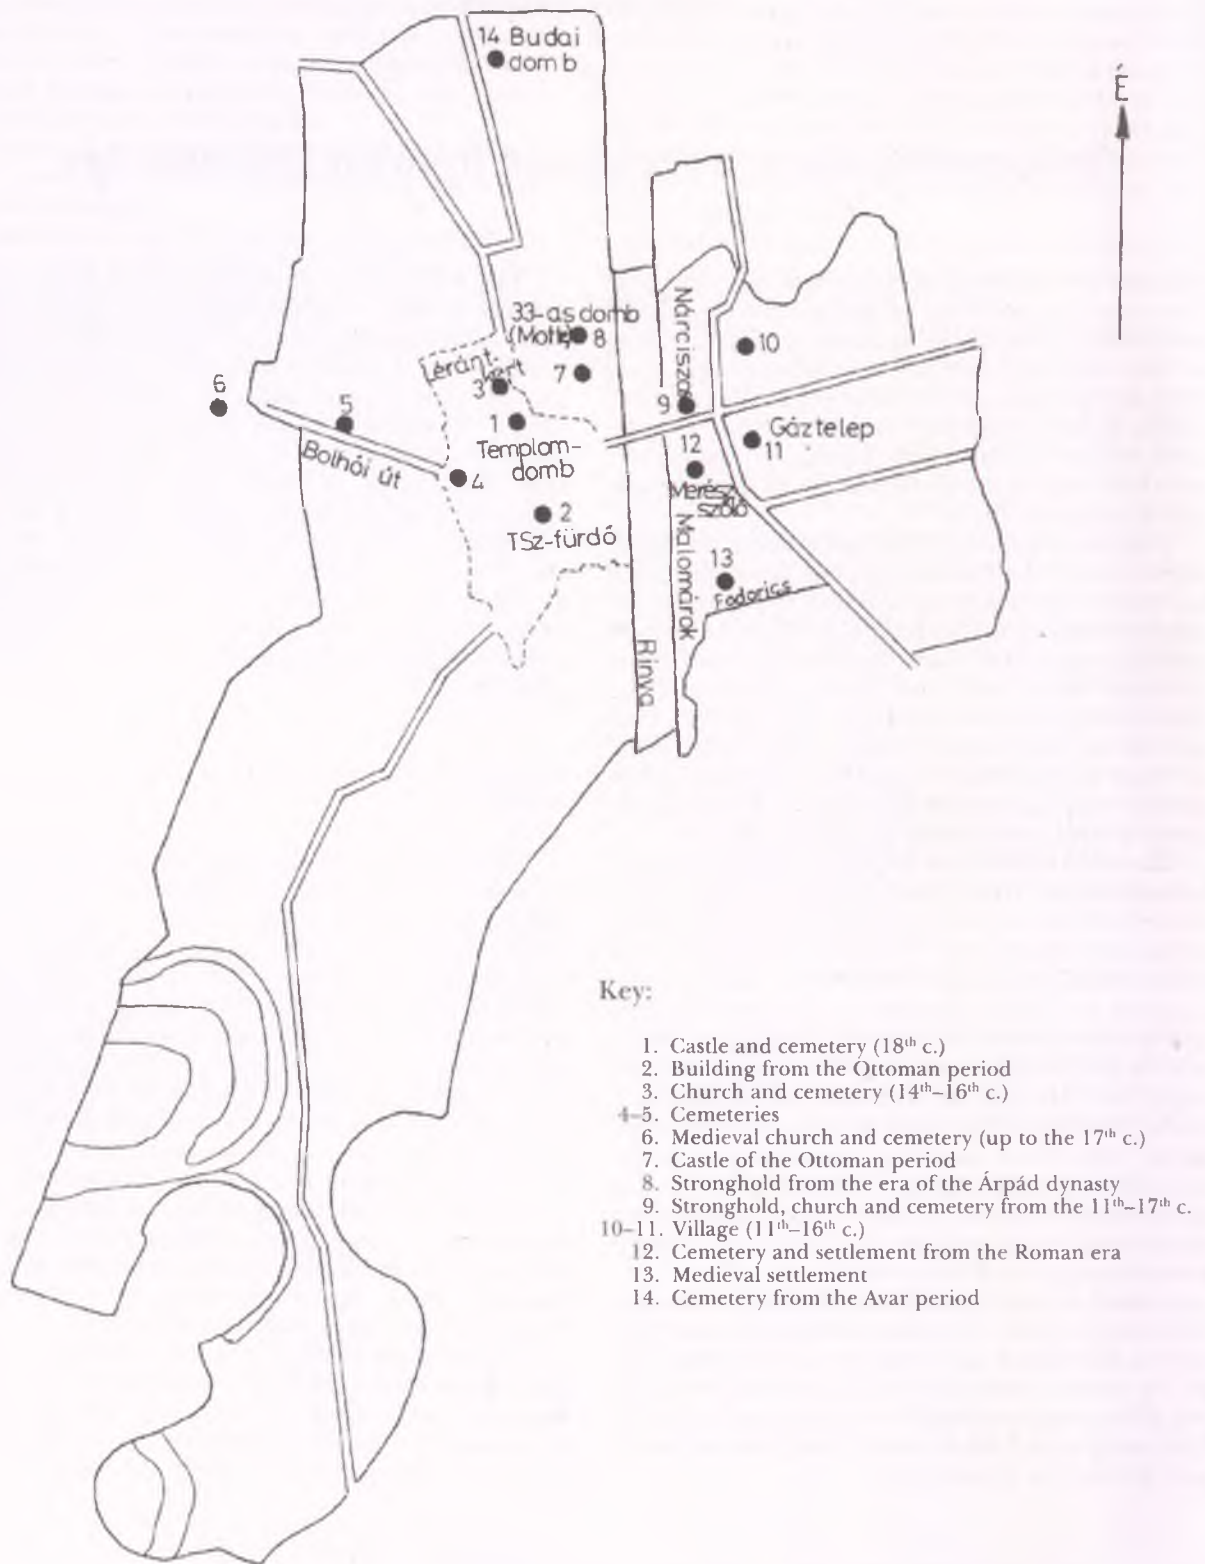 14 Budai
domb
É
33-as domb
8
7
3
1
Templom-
domb
6
5
Bolhói út
4
2
TSz-fürdő
Nárciszos
10
9
Gáztelep
11
12
Merész
szőlő
Malomárok
13
Fodorics
Rinya
Key:
1. Castle and cemetery (18th c.)
2. Building from the Ottoman period
3. Church and cemetery (14th–16th c.)
4–5. Cemeteries
6. Medieval church and cemetery (up to the 17th c.)
7. Castle of the Ottoman period
8. Stronghold from the era of the Árpád dynasty
9. Stronghold, church and cemetery from the 11th–17th c.
10–11. Village (11th–16th c.)
12. Cemetery and settlement from the Roman era
13. Medieval settlement
14. Cemetery from the Avar period